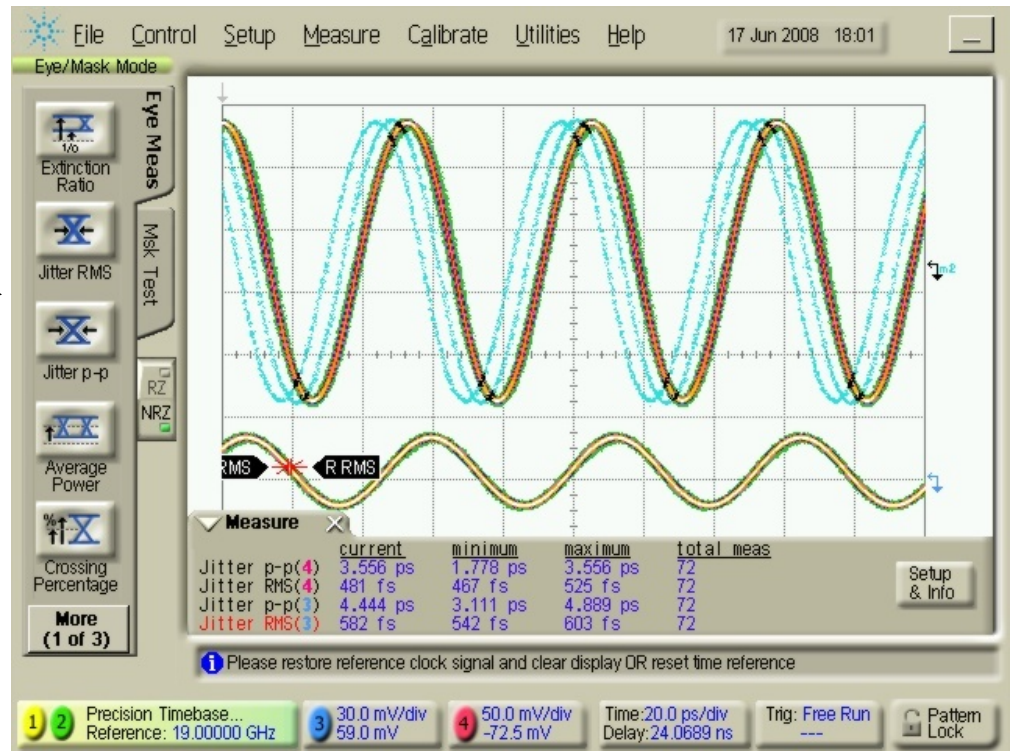 File Control Setup Measure Calibrate Utilities Help 17 Jun 2008 18:01
Eye/Mask Mode
Eye Meas
Msk Test
1/0
Extinction
Ratio
Jitter RMS
Jitter p-p
RZ
NRZ
Average
Power
%
Crossing
Percentage
More
(1 of 3)
m2
RMS R RMS
Measure
current minimum maximum total meas
Jitter p-p(4) 3.556 ps 1.778 ps 3.556 ps 72
Jitter RMS(4) 481 fs 467 fs 525 fs 72
Jitter p-p(3) 4.444 ps 3.111 ps 4.889 ps 72
Jitter RMS(3) 582 fs 542 fs 603 fs 72
Setup
& Info
Please restore reference clock signal and clear display OR reset time reference
1 2 Precision Timebase...
Reference: 19.00000 GHz
3 30.0 mV/div
59.0 mV
4 50.0 mV/div
-72.5 mV
Time:20.0 ps/div
Delay:24.0689 ns
Trig: Free Run
---
Pattern
Lock